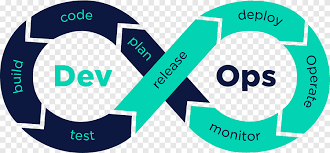 code
plan
build
Dev
test
release
deploy
Ops
Operate
monitor